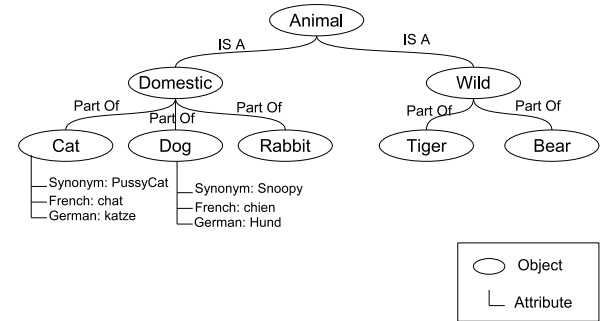 Animal
IS A
IS A
Domestic
Wild
Part Of
Part Of
Part Of
Part Of
Part Of
Cat
Dog
Rabbit
Tiger
Bear
Synonym: PussyCat
French: chat
German: katze
Synonym: Snoopy
French: chien
German: Hund
Object
Attribute